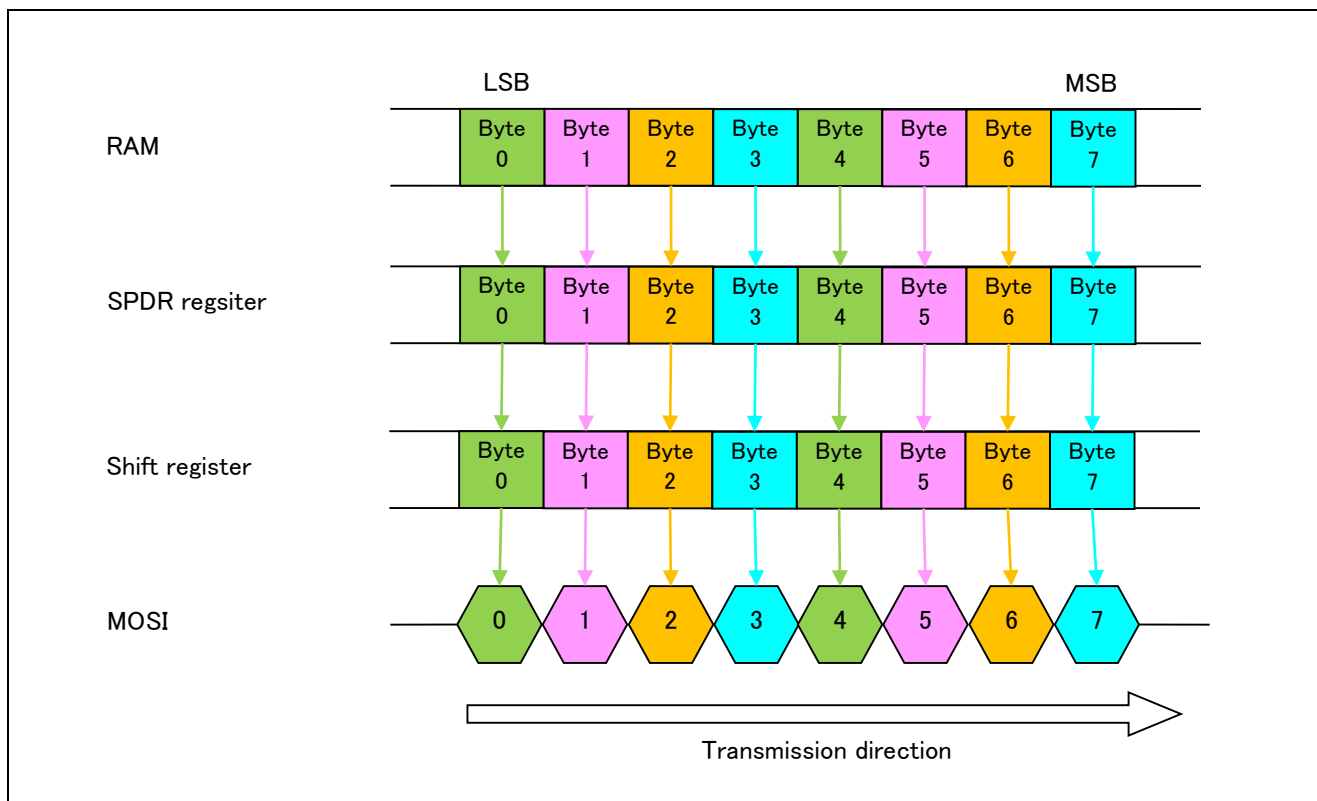 LSB MSB
RAM
Byte Byte Byte Byte Byte Byte Byte Byte
0 1 2 3 4 5 6 7
SPDR regsiter
Byte Byte Byte Byte Byte Byte Byte Byte
0 1 2 3 4 5 6 7
Shift register
Byte Byte Byte Byte Byte Byte Byte Byte
0 1 2 3 4 5 6 7
MOSI 0 1 2 3 4 5 6 7
Transmission direction